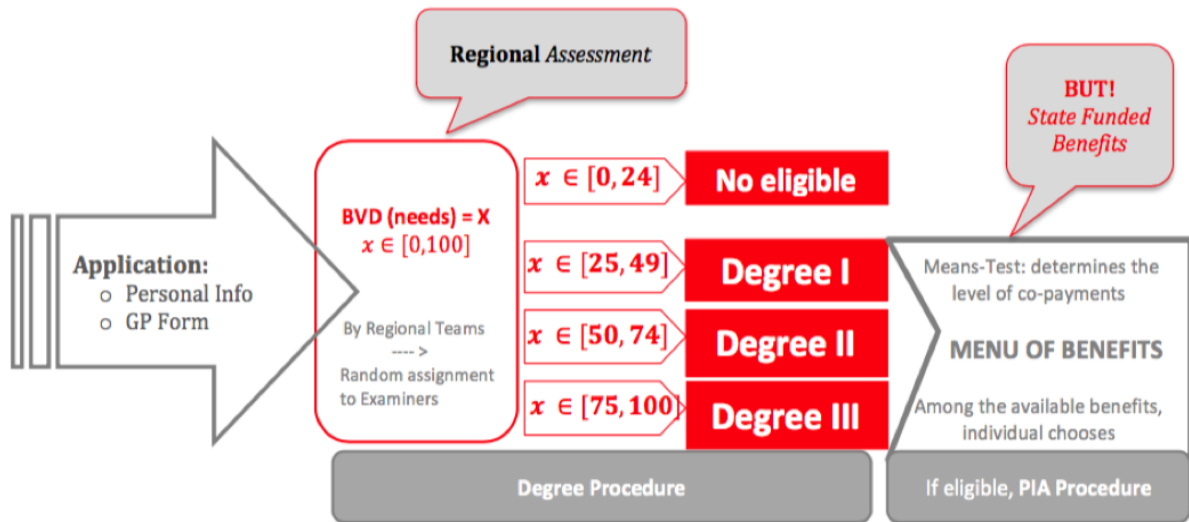 Regional Assessment
BUT!
State Funded
Benefits
Application:
o Personal Info
o GP Form
BVD (needs) = X
x ∈ [0,100]
By Regional Teams
---- >
Random assignment
to Examiners
x ∈ [0, 24]
No eligible
x ∈ [25, 49]
Degree I
x ∈ [50, 74]
Degree II
x ∈ [75, 100]
Degree III
Means-Test: determines the
level of co-payments
MENU OF BENEFITS
Among the available benefits,
individual chooses
Degree Procedure
If eligible, PIA Procedure